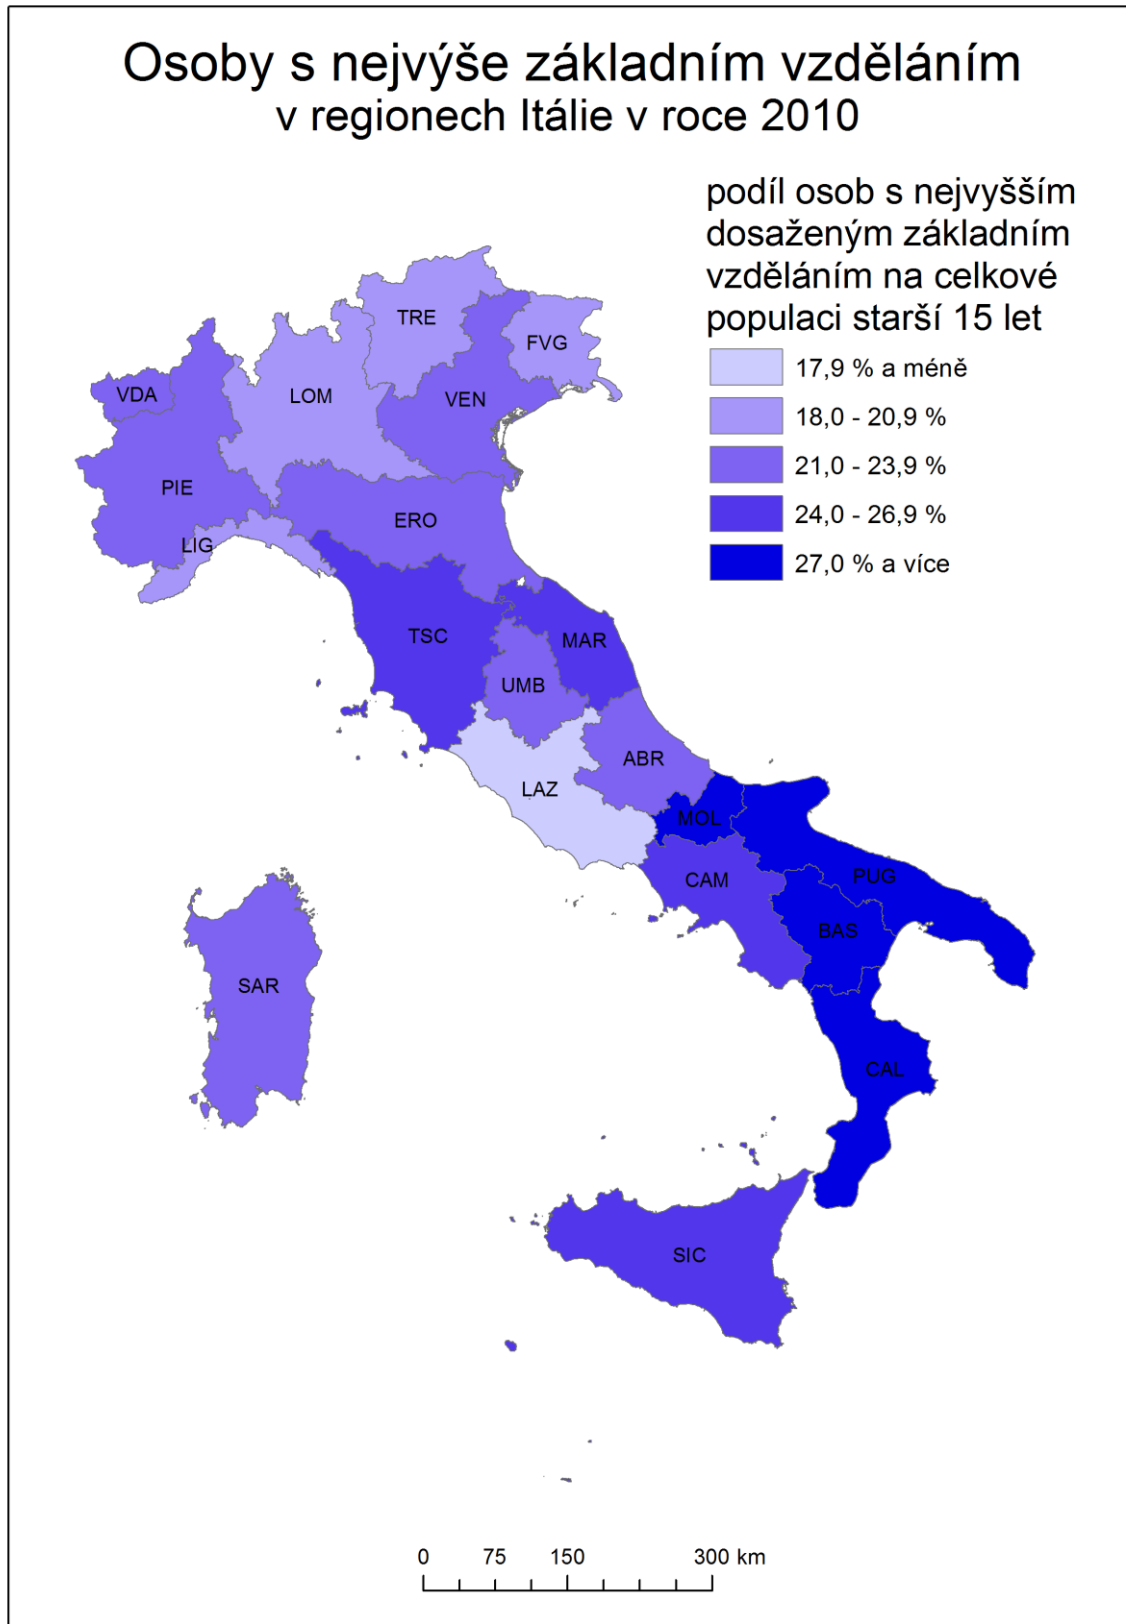 Osoby s nejvýše základním vzděláním
v regionech Itálie v roce 2010
podíl osob s nejvyšším
dosaženým základním
vzděláním na celkové
populaci starší 15 let
17,9 % a méně
18,0 - 20,9 %
21,0 - 23,9 %
24,0 - 26,9 %
27,0 % a více
TRE
FVG
VDA
LOM
VEN
PIE
ERO
LIG
TSC
MAR
UMB
ABR
LAZ
MOL
CAM
PUG
BAS
SAR
CAL
SIC
0 75 150 300 km